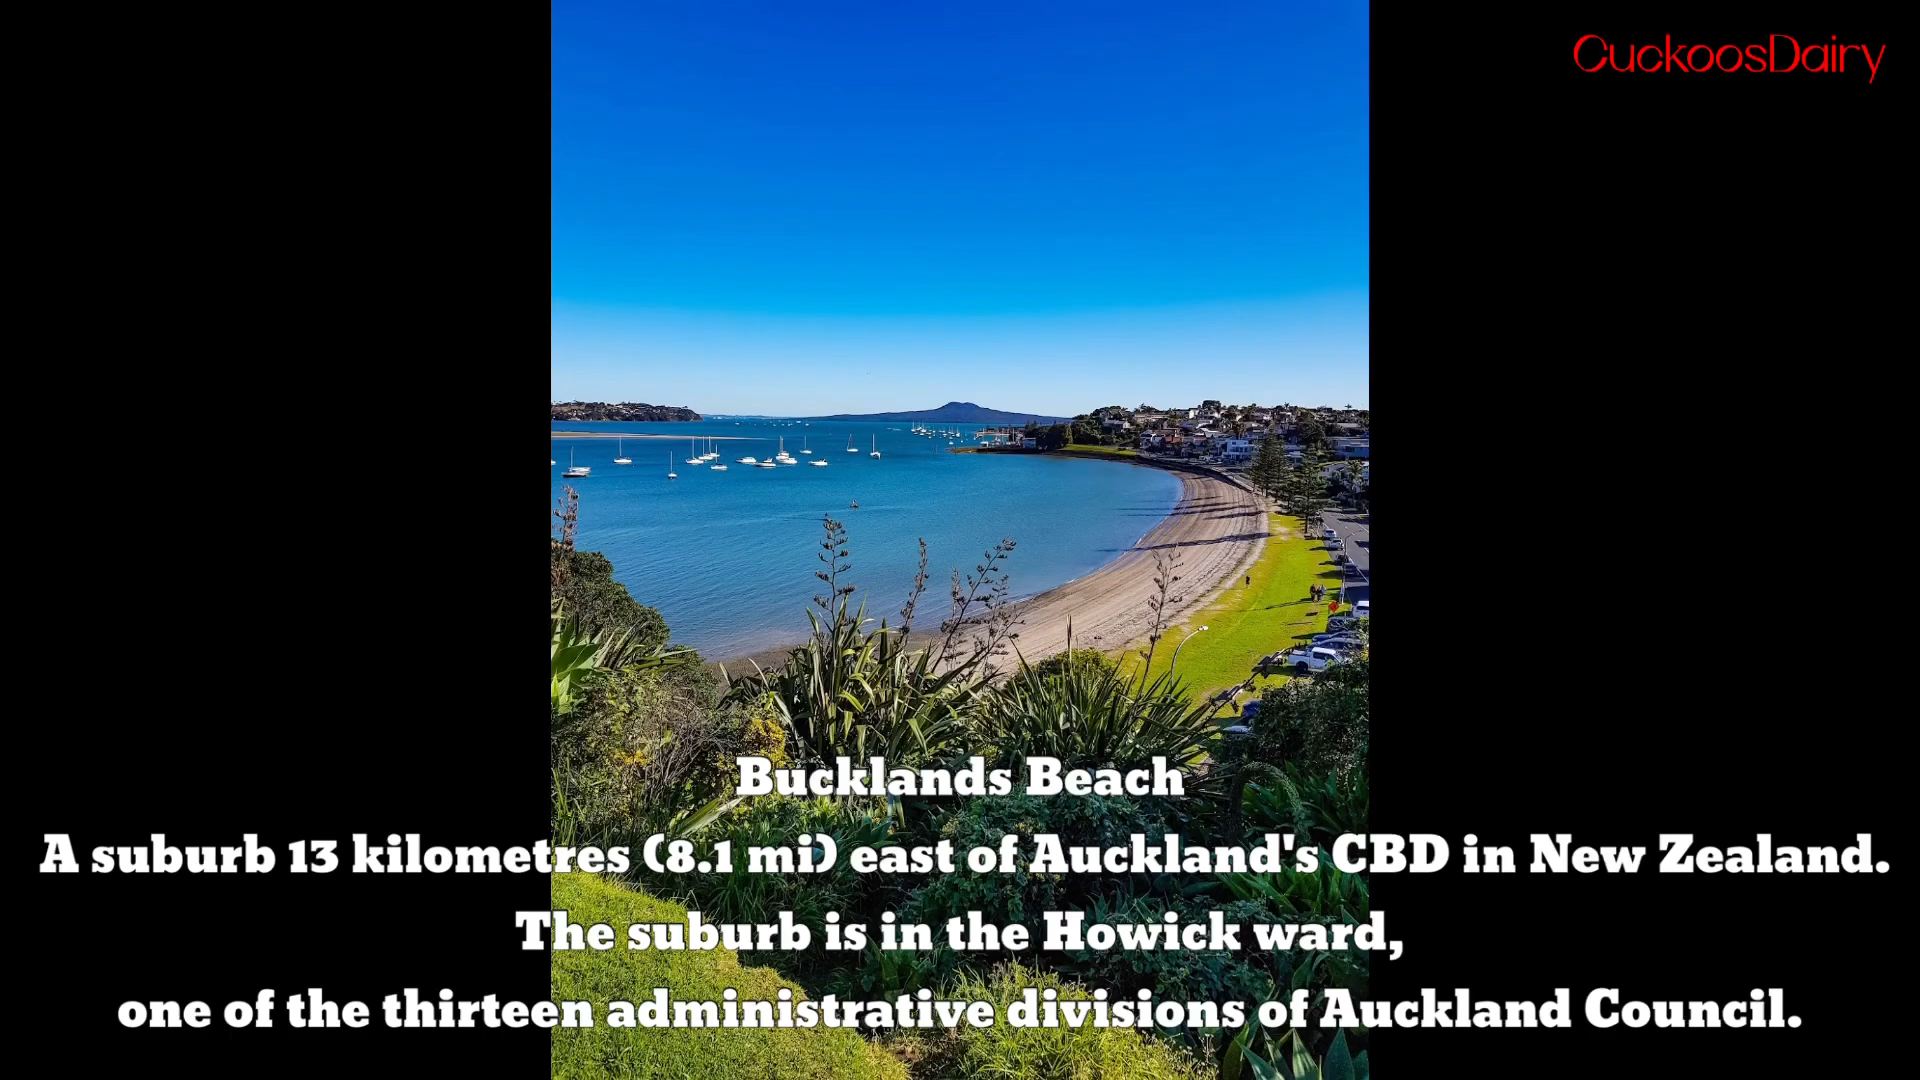 CuckoosDairy
Bucklands Beach
A suburb 13 kilometres (8.1 mi) east of Auckland's CBD in New Zealand.
The suburb is in the Howick ward,
one of the thirteen administrative divisions of Auckland Council.